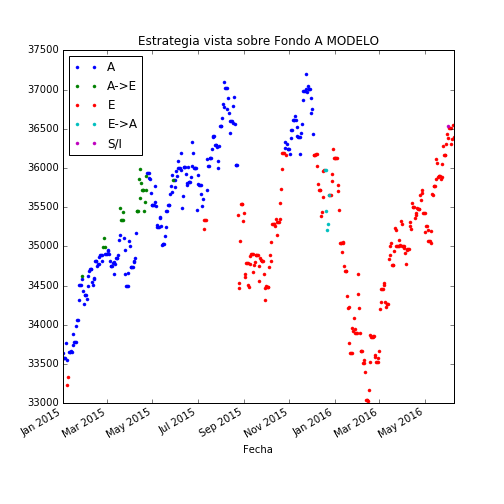 Estrategia vista sobre Fondo A MODELO
37500
37000
36500
36000
35500
35000
34500
34000
33500
33000
A
A->E
E
E->A
S/I
Jan 2015
Mar 2015
May 2015
Jul 2015
Sep 2015
Nov 2015
Jan 2016
Mar 2016
May 2016
Fecha